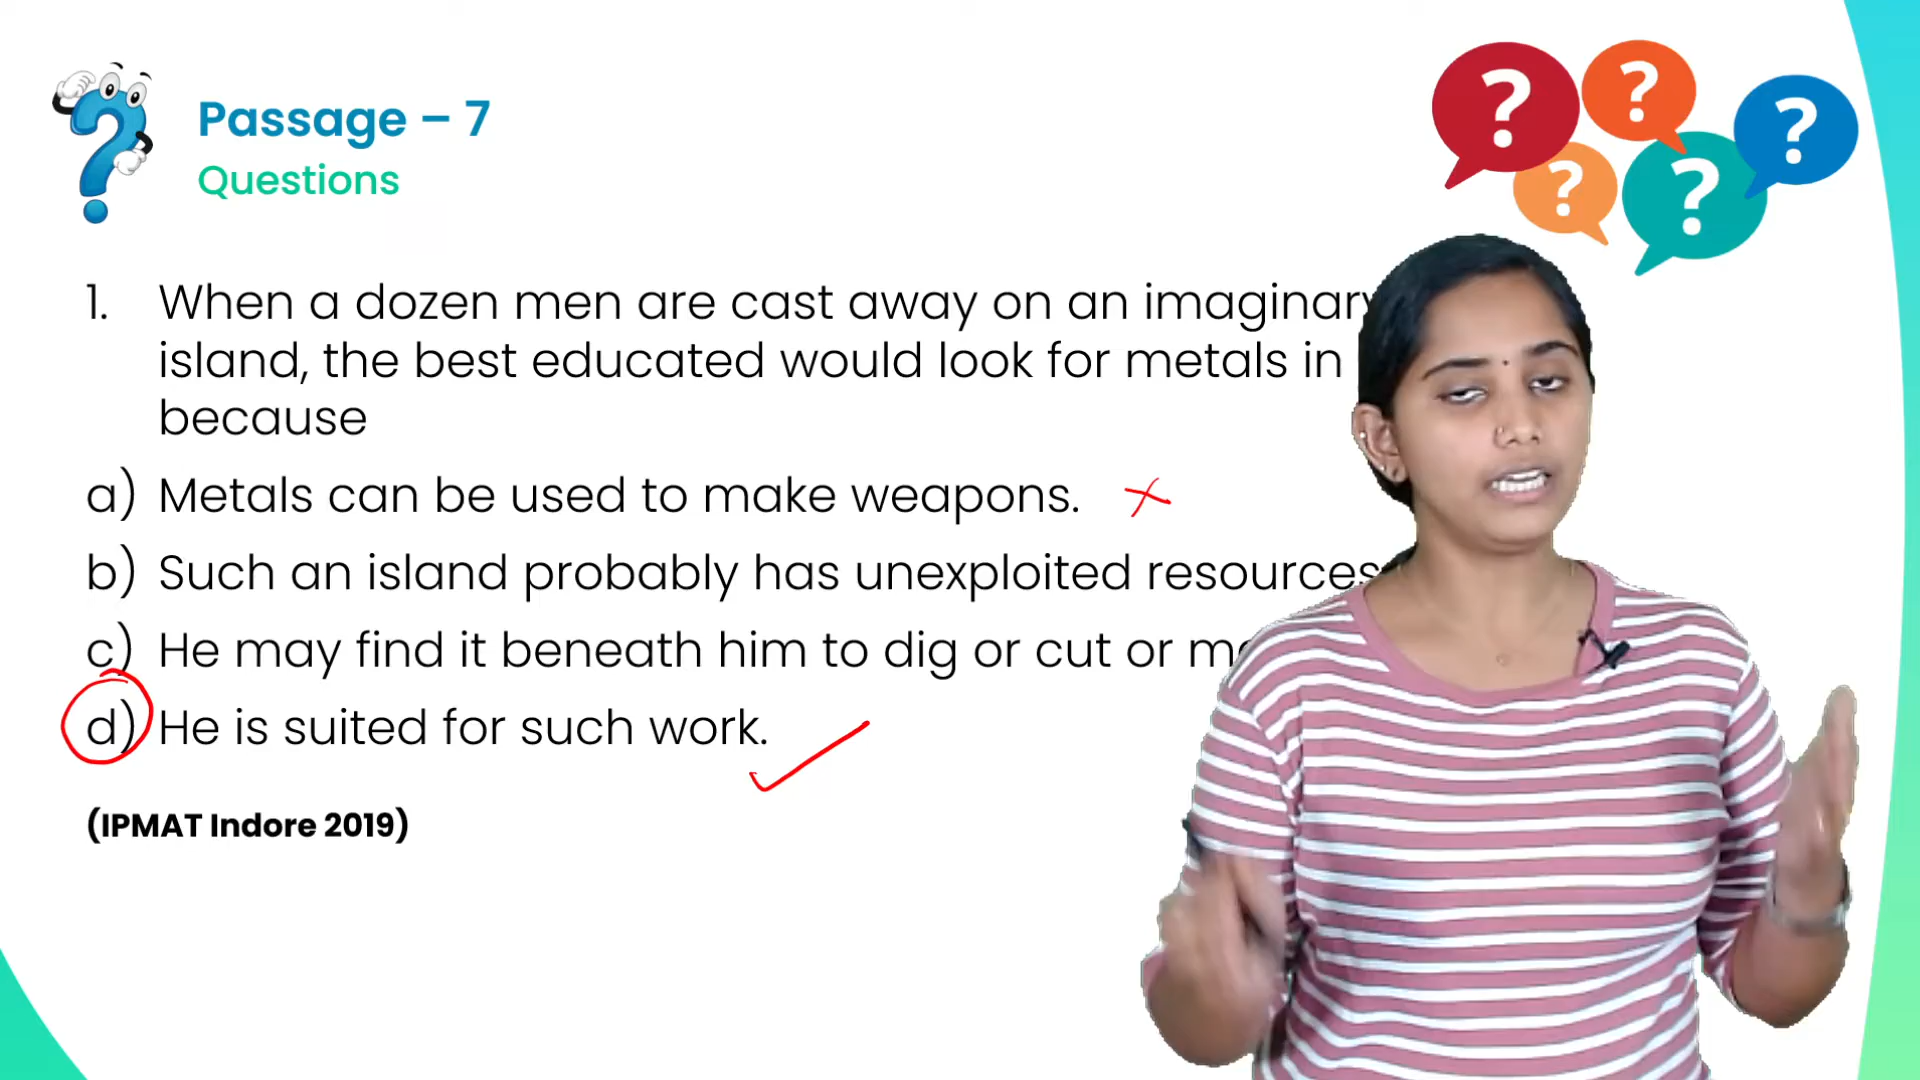 Passage – 7
Questions
1. When a dozen men are cast away on an imaginary
island, the best educated would look for metals in
because
a) Metals can be used to make weapons.
b) Such an island probably has unexploited resources
c) He may find it beneath him to dig or cut or
d) He is suited for such work.
(IPMAT Indore 2019)